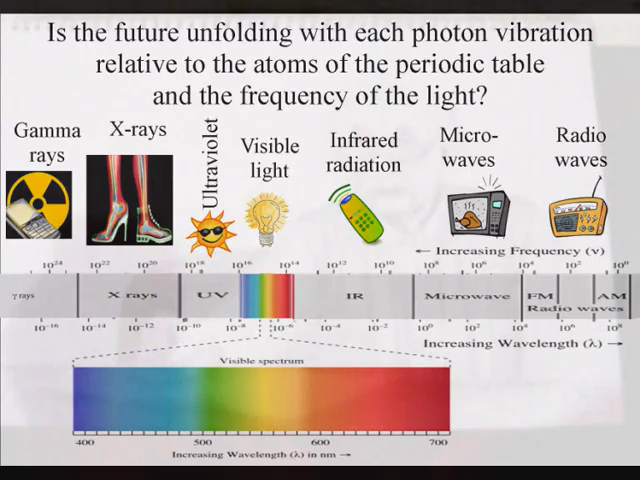 Is the future unfolding with each photon vibration
relative to the atoms of the periodic table
and the frequency of the light?
Gamma
rays
X-rays
Ultraviolet
Visible
light
Infrared
radiation
Micro-
waves
Radio
waves
← Increasing Frequency (ν)
10²⁴ 10²² 10²⁰ 10¹⁸ 10¹⁶ 10¹⁴ 10¹² 10¹⁰ 10⁸ 10⁶ 10⁴ 10² 10⁰
γ rays X rays UV IR Microwave FM AM
Radio waves
10⁻¹⁶ 10⁻¹⁴ 10⁻¹² 10⁻¹⁰ 10⁻⁸ 10⁻⁶ 10⁻⁴ 10⁻² 10⁰ 10² 10⁴ 10⁶ 10⁸
Increasing Wavelength (λ) →
Visible spectrum
400 500 600 700
Increasing Wavelength (λ) in nm →